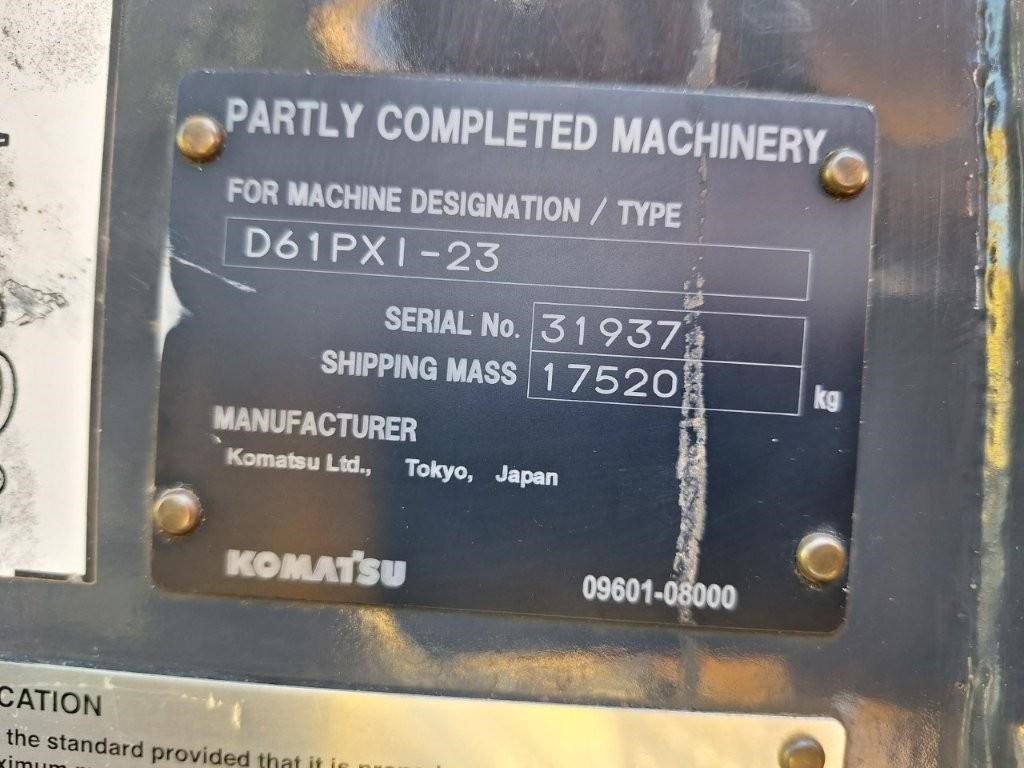 PARTLY COMPLETED MACHINERY
FOR MACHINE DESIGNATION / TYPE
D61PXI-23
SERIAL No. 31937
SHIPPING MASS 17520 kg
MANUFACTURER
Komatsu Ltd., Tokyo, Japan
KOMATSU 09601-08000
CATION
the standard provided that it is